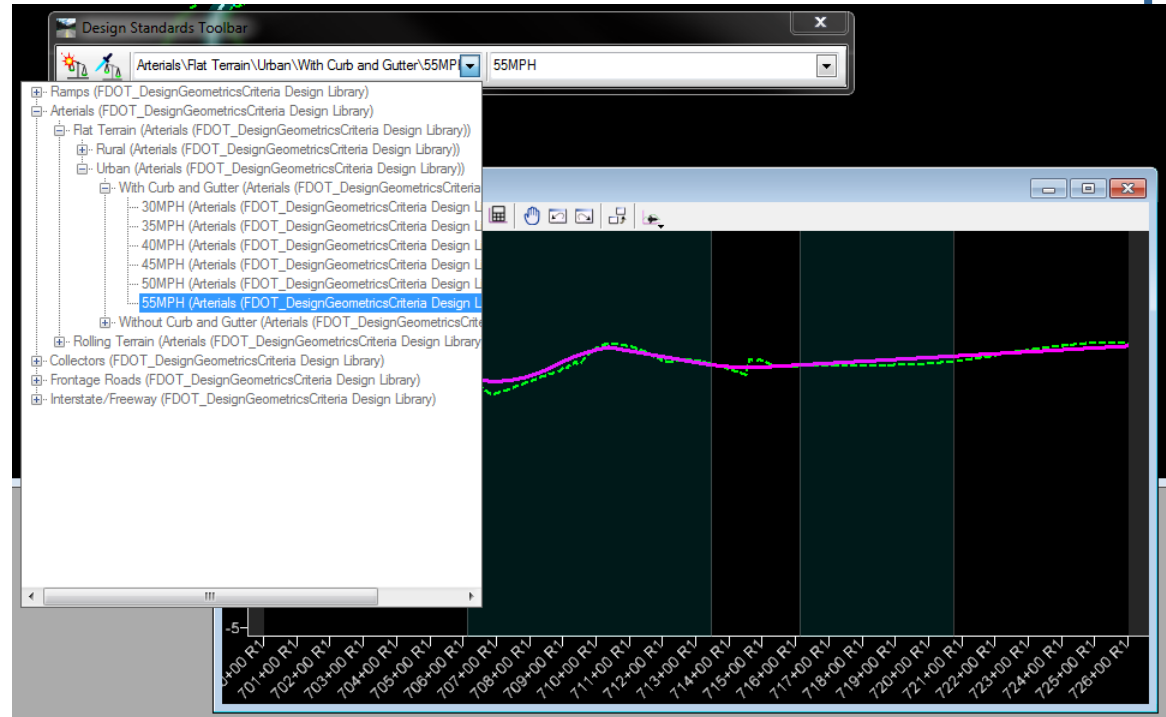 Design Standards Toolbar
x
Arterials\Flat Terrain\Urban\With Curb and Gutter\55MPH
55MPH
Ramps (FDOT_DesignGeometricsCriteria Design Library)
Arterials (FDOT_DesignGeometricsCriteria Design Library)
Flat Terrain (Arterials (FDOT_DesignGeometricsCriteria Design Library))
Rural (Arterials (FDOT_DesignGeometricsCriteria Design Library))
Urban (Arterials (FDOT_DesignGeometricsCriteria Design Library))
With Curb and Gutter (Arterials (FDOT_DesignGeometricsCriteria
30MPH (Arterials (FDOT_DesignGeometricsCriteria Design L
35MPH (Arterials (FDOT_DesignGeometricsCriteria Design L
40MPH (Arterials (FDOT_DesignGeometricsCriteria Design L
45MPH (Arterials (FDOT_DesignGeometricsCriteria Design L
50MPH (Arterials (FDOT_DesignGeometricsCriteria Design L
55MPH (Arterials (FDOT_DesignGeometricsCriteria Design L
Without Curb and Gutter (Arterials (FDOT_DesignGeometricsCrite
Rolling Terrain (Arterials (FDOT_DesignGeometricsCriteria Design Library
Collectors (FDOT_DesignGeometricsCriteria Design Library)
Frontage Roads (FDOT_DesignGeometricsCriteria Design Library)
Interstate/Freeway (FDOT_DesignGeometricsCriteria Design Library)
-5
+00 R1
701+00 R1
702+00 R1
703+00 R1
704+00 R1
705+00 R1
706+00 R1
707+00 R1
708+00 R1
709+00 R1
710+00 R1
711+00 R1
712+00 R1
713+00 R1
714+00 R1
715+00 R1
716+00 R1
717+00 R1
718+00 R1
719+00 R1
720+00 R1
721+00 R1
722+00 R1
723+00 R1
724+00 R1
725+00 R1
726+00 R1